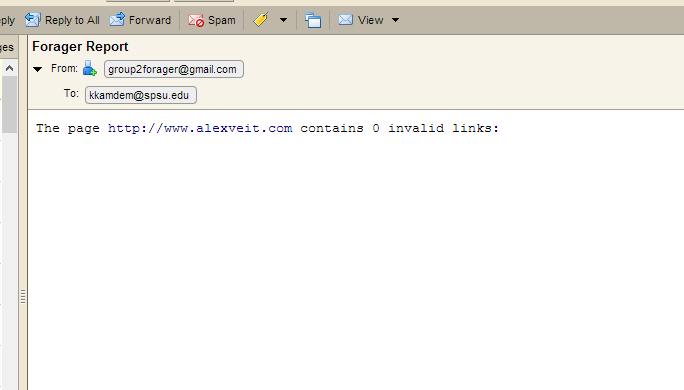 ply Reply to All Forward Spam View
ges Forager Report
From: group2forager@gmail.com
To: kkamdem@spsu.edu
The page http://www.alexveit.com contains 0 invalid links: